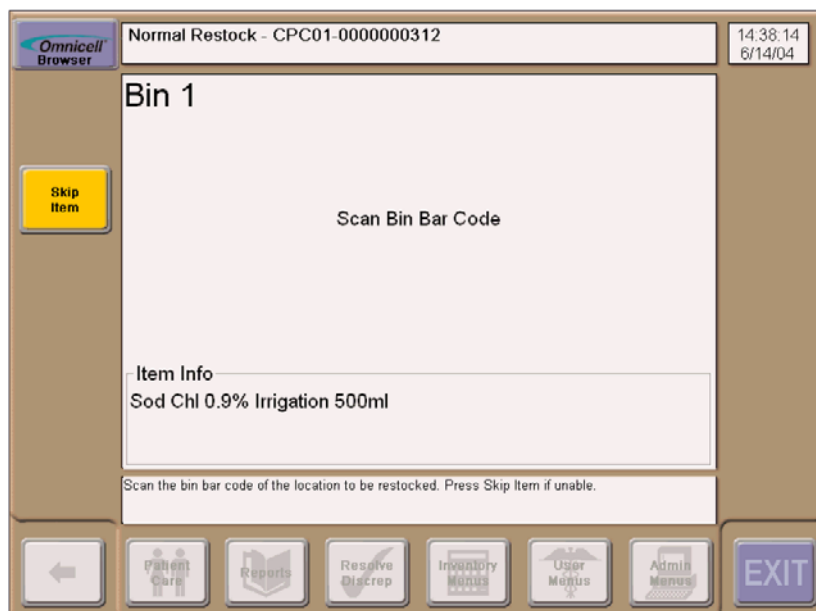 Omnicell
Browser
Normal Restock - CPC01-0000000312
14:38:14
6/14/04
Bin 1
Skip
Item
Scan Bin Bar Code
Item Info
Sod Chl 0.9% Irrigation 500ml
Scan the bin bar code of the location to be restocked. Press Skip Item if unable.
Patient
Care
Reports
Resolve
Discrep
Inventory
Menus
User
Menus
Admin
Menus
EXIT